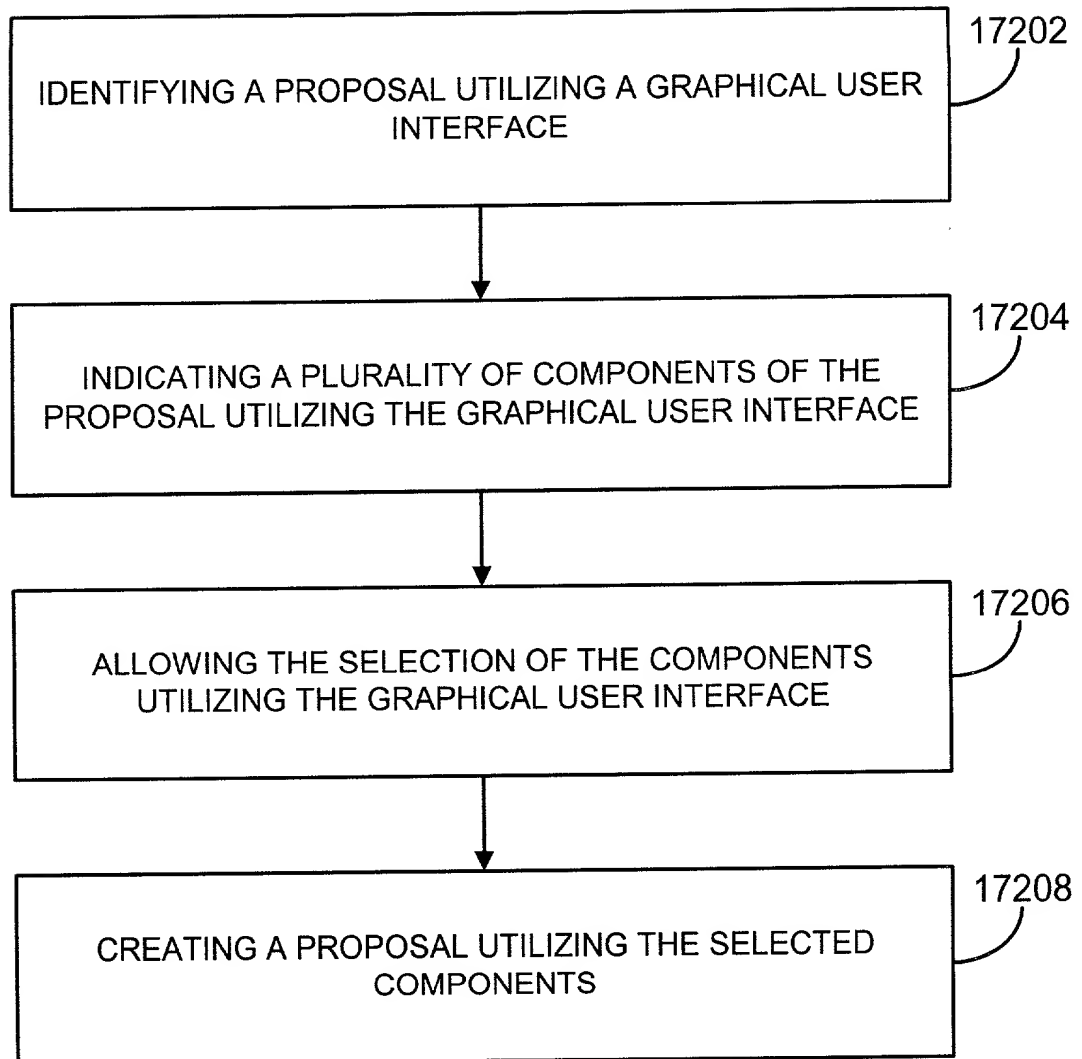 17202
IDENTIFYING A PROPOSAL UTILIZING A GRAPHICAL USER
INTERFACE
17204
INDICATING A PLURALITY OF COMPONENTS OF THE
PROPOSAL UTILIZING THE GRAPHICAL USER INTERFACE
17206
ALLOWING THE SELECTION OF THE COMPONENTS
UTILIZING THE GRAPHICAL USER INTERFACE
17208
CREATING A PROPOSAL UTILIZING THE SELECTED
COMPONENTS